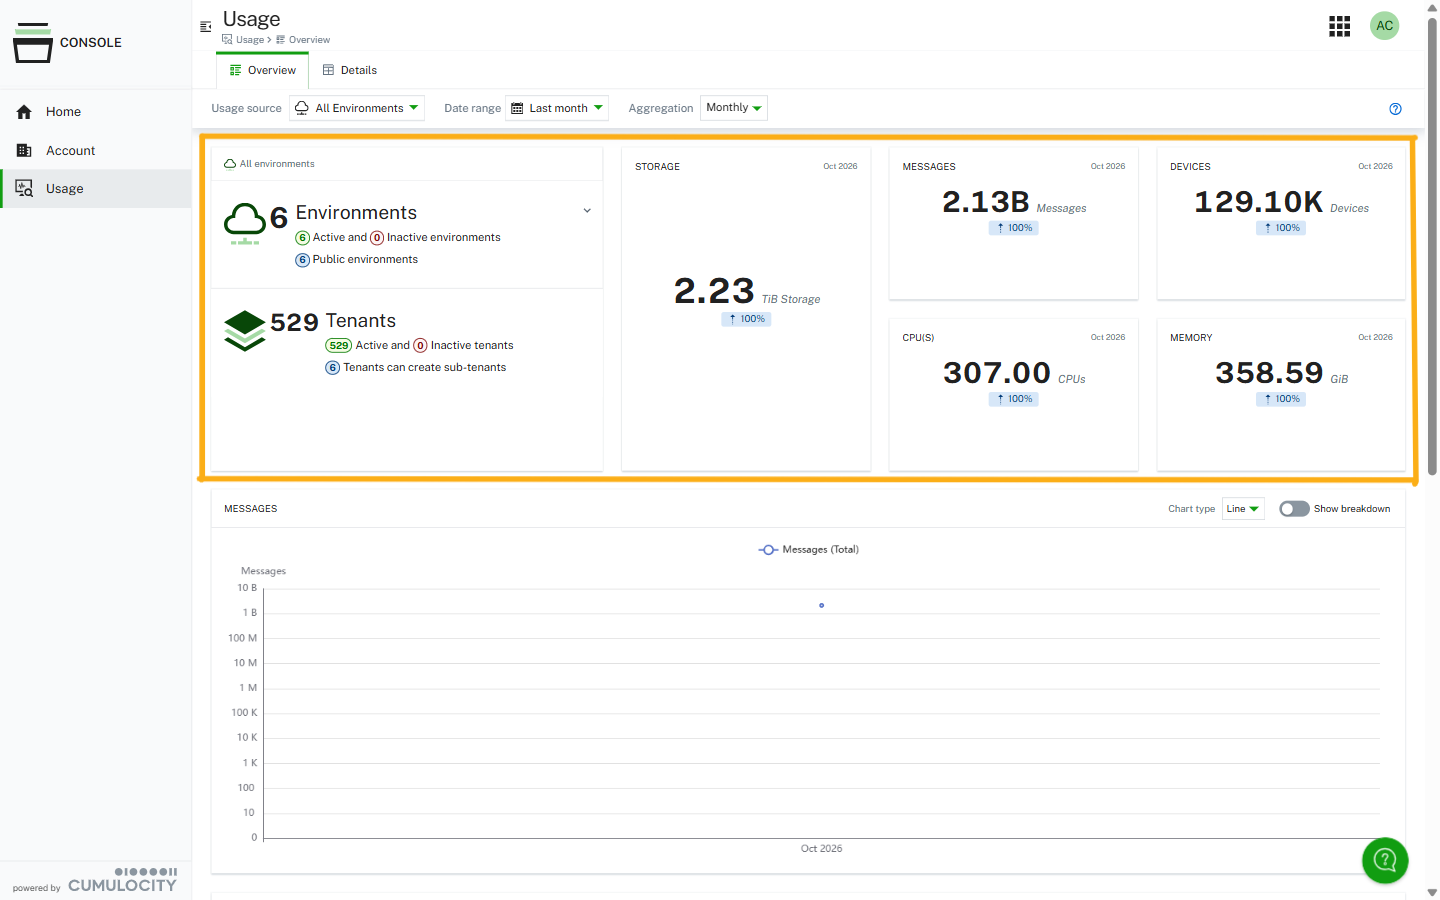 CONSOLE
Home
Account
Usage
powered by CUMULOCITY
Usage
Usage > Overview
AC
Overview
Details
Usage source All Environments
Date range Last month
Aggregation Monthly
All environments
6 Environments
6 Active and 0 Inactive environments
6 Public environments
529 Tenants
529 Active and 0 Inactive tenants
6 Tenants can create sub-tenants
STORAGE Oct 2026
2.23 TiB Storage
↑ 100%
MESSAGES Oct 2026
2.13B Messages
↑ 100%
DEVICES Oct 2026
129.10K Devices
↑ 100%
CPU(S) Oct 2026
307.00 CPUs
↑ 100%
MEMORY Oct 2026
358.59 GiB
↑ 100%
MESSAGES
Chart type Line Show breakdown
Messages (Total)
Messages
10 B
1 B
100 M
10 M
1 M
100 K
10 K
1 K
100
10
0
Oct 2026